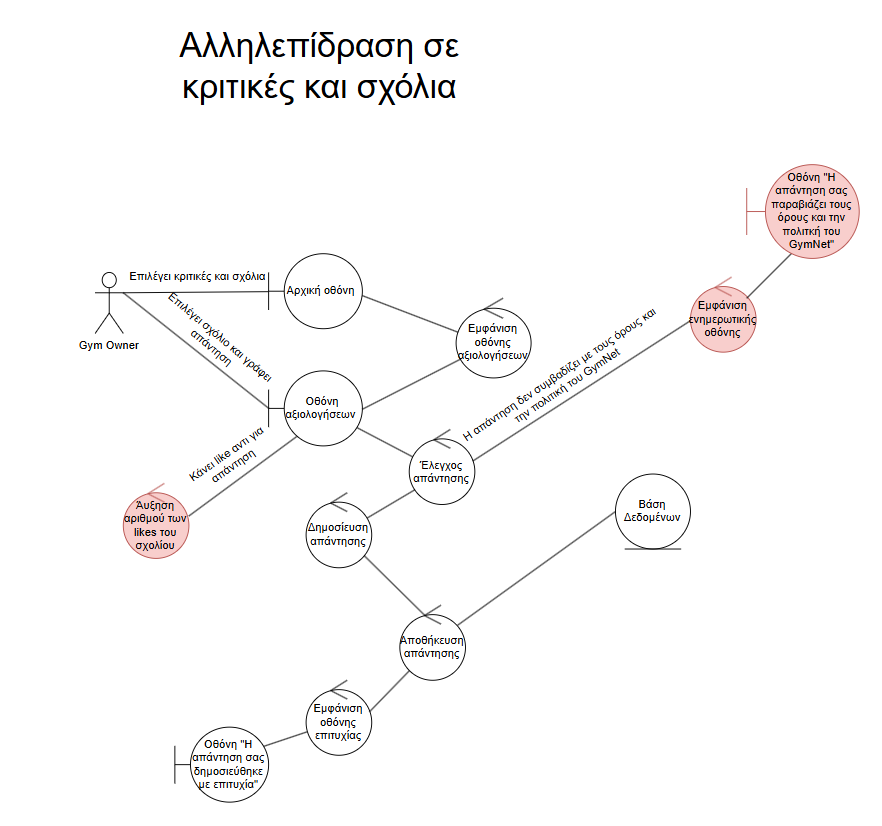 Αλληλεπίδραση σε
κριτικές και σχόλια
Οθόνη "Η
απάντηση σας
παραβιάζει τους
όρους και την
πολιτκή του
GymNet"
Επιλέγει κριτικές και σχόλια
Αρχική οθόνη
Gym Owner
Επιλέγει σχόλιο και γράφει
απάντηση
Εμφάνιση
οθόνης
αξιολογήσεων
Εμφάνιση
ενημερωτικής
οθόνης
Η απάντηση δεν συμβαδίζει με τους όρους και
την πολιτική του GymNet
Οθόνη
αξιολογήσεων
Κάνει like αντι για
απάντηση
Έλεγχος
απάντησης
Άυξηση
αριθμού των
likes του
σχολίου
Δημοσίευση
απάντησης
Βάση
Δεδομένων
Αποθήκευση
απάντησης
Εμφάνιση
οθόνης
επιτυχίας
Οθόνη "Η
απάντηση σας
δημοσιεύθηκε
με επιτυχία"